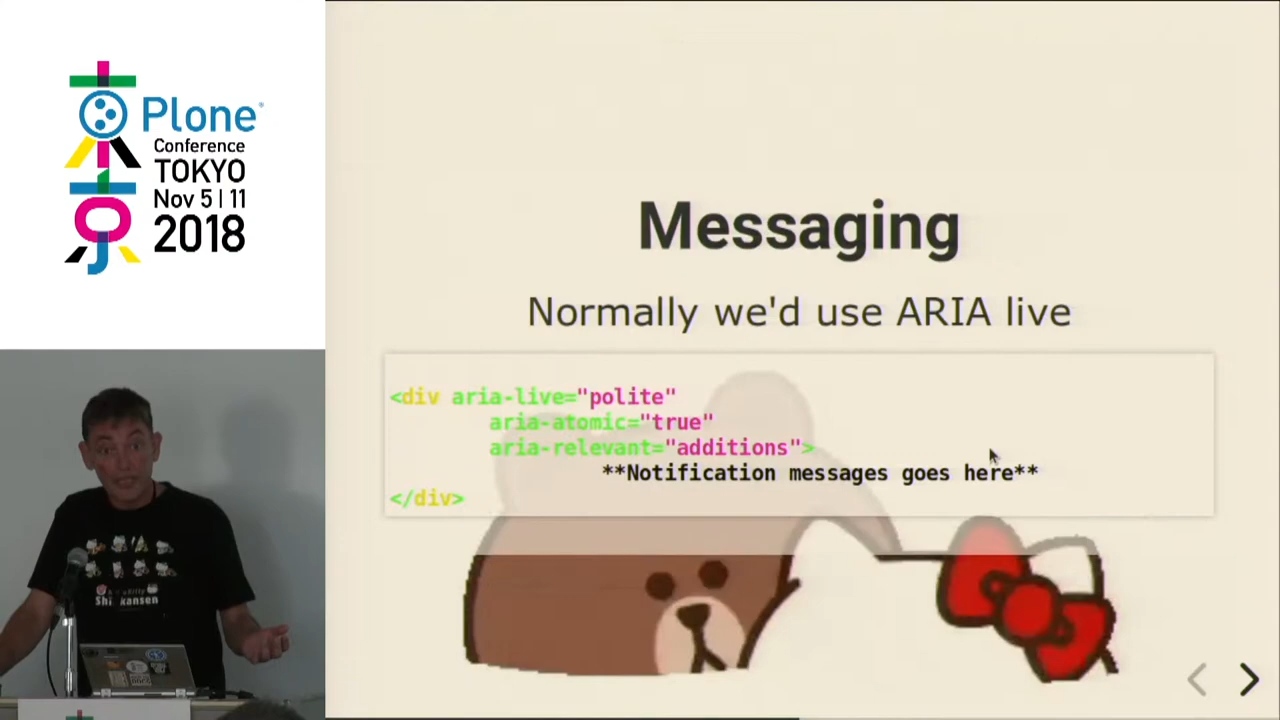 Plone®
Conference
TOKYO
Nov 5 | 11
2018
Messaging
Normally we'd use ARIA live
<div aria-live="polite"
aria-atomic="true"
aria-relevant="additions">
**Notification messages goes here**
</div>